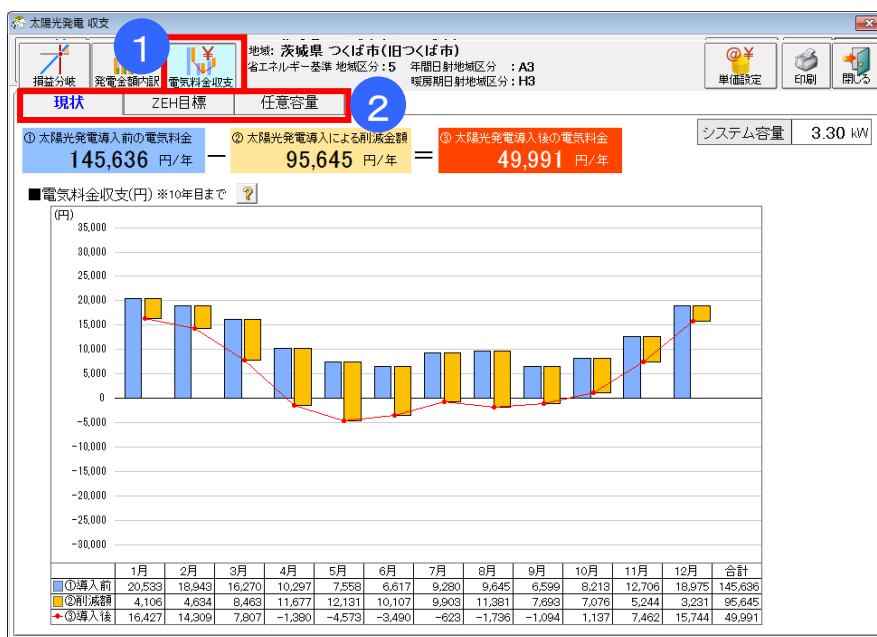 太陽光発電 収支
1
地域: 茨城県 つくば市(旧つくば市)
省エネルギー基準 地域区分:5 年間日射地域区分 :A3
暖房期日射地域区分:H3
損益分岐 発電金額内訳 電気料金収支 単価設定 印刷 閉じる
現状 ZEH目標 任意容量 2
システム容量 3.30 kW
① 太陽光発電導入前の電気料金 ② 太陽光発電導入による削減金額 ③ 太陽光発電導入後の電気料金
145,636 円/年 － 95,645 円/年 ＝ 49,991 円/年
■電気料金収支(円) ※10年目まで ?
(円)
35,000
30,000
25,000
20,000
15,000
10,000
5,000
0
−5,000
−10,000
−15,000
−20,000
−25,000
−30,000
1月 2月 3月 4月 5月 6月 7月 8月 9月 10月 11月 12月 合計
①導入前 20,533 18,943 16,270 10,297 7,558 6,617 9,280 9,645 6,599 8,213 12,706 18,975 145,636
②削減額 4,106 4,634 8,463 11,677 12,131 10,107 9,903 11,381 7,693 7,076 5,244 3,231 95,645
③導入後 16,427 14,309 7,807 −1,380 −4,573 −3,490 −623 −1,736 −1,094 1,137 7,462 15,744 49,991